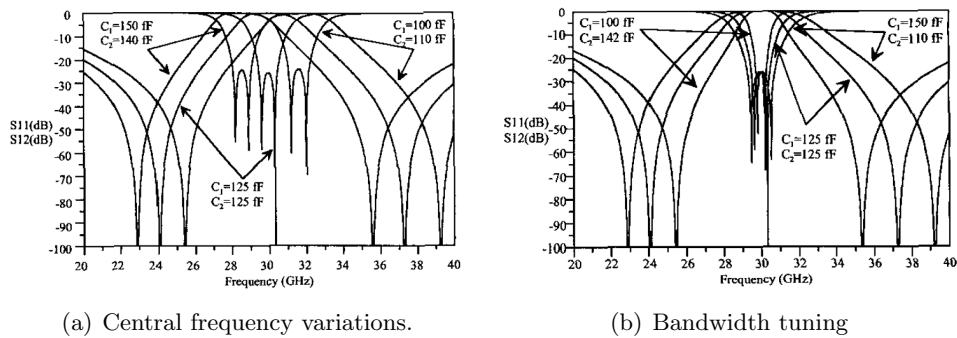 0
-10
-20
-30
-40
-50
-60
-70
-80
-90
-100
S11(dB)
S12(dB)
C1=150 fF
C2=140 fF
C1=100 fF
C2=110 fF
C1=125 fF
C2=125 fF
20 22 24 26 28 30 32 34 36 38 40
Frequency (GHz)
(a) Central frequency variations.
0
-10
-20
-30
-40
-50
-60
-70
-80
-90
-100
S11(dB)
S12(dB)
C1=100 fF
C2=142 fF
C1=150 fF
C2=110 fF
C1=125 fF
C2=125 fF
20 22 24 26 28 30 32 34 36 38 40
Frequency (GHz)
(b) Bandwidth tuning